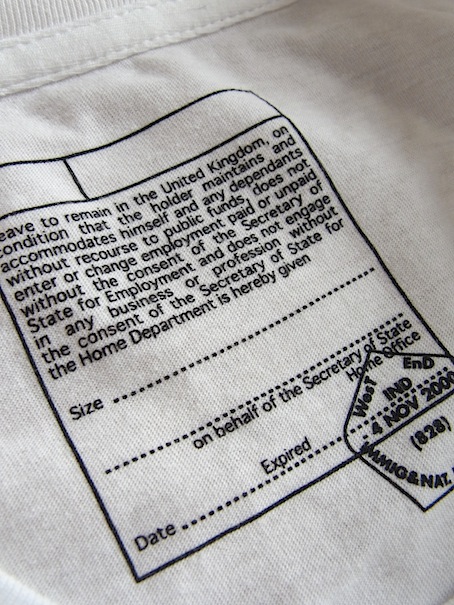 eave to remain in the United Kingdom, on
condition that the holder maintains and
accommodates himself and any dependants
without recourse to public funds, does not
enter or change employment paid or unpaid
without the consent of the Secretary of
State for Employment and does not engage
in any business or profession without
the consent of the Secretary of State for
the Home Department is hereby given
Size
on behalf of the Secretary of State
Home Office
Expired
Date
WesT EnD
IND
4 NOV 2000
(828)
IMMIG&NAT.